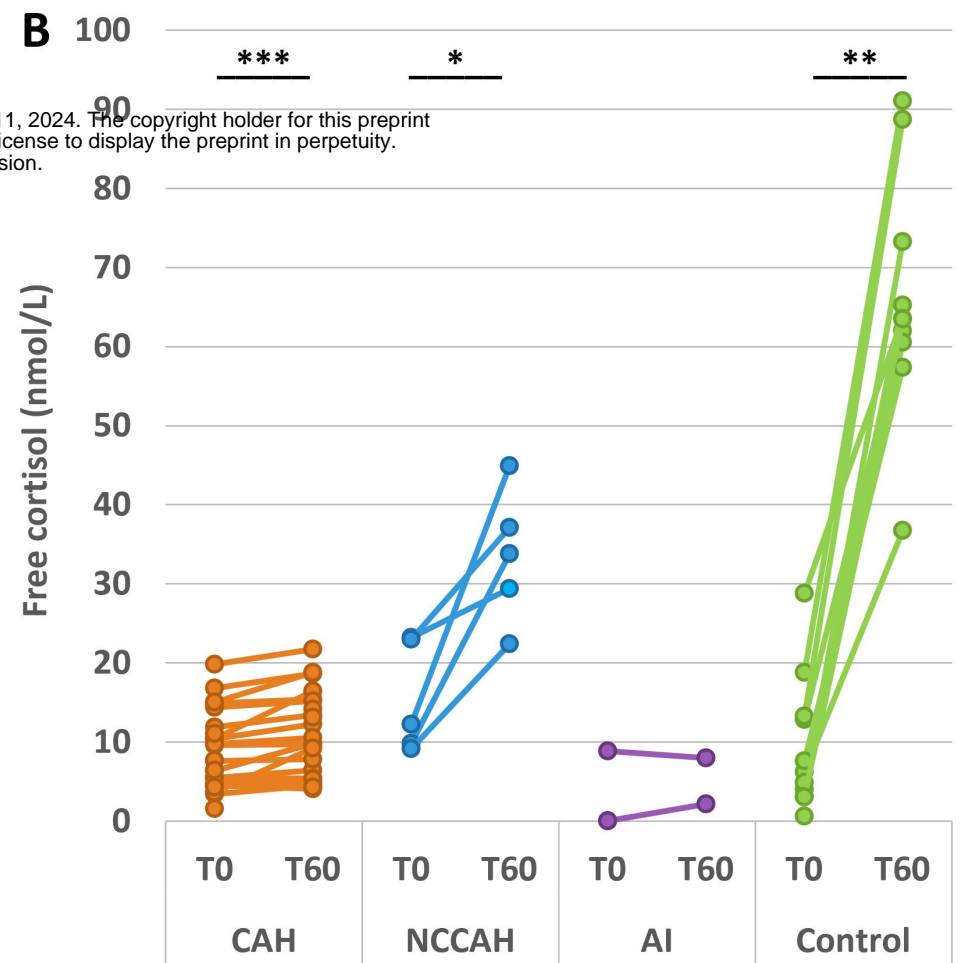 B
100
*** * **
90
1, 2024. The copyright holder for this preprint
icense to display the preprint in perpetuity.
sion.
80
70
60
50
40
30
20
10
0
Free cortisol (nmol/L)
T0 T60 T0 T60 T0 T60 T0 T60
CAH NCCAH AI Control